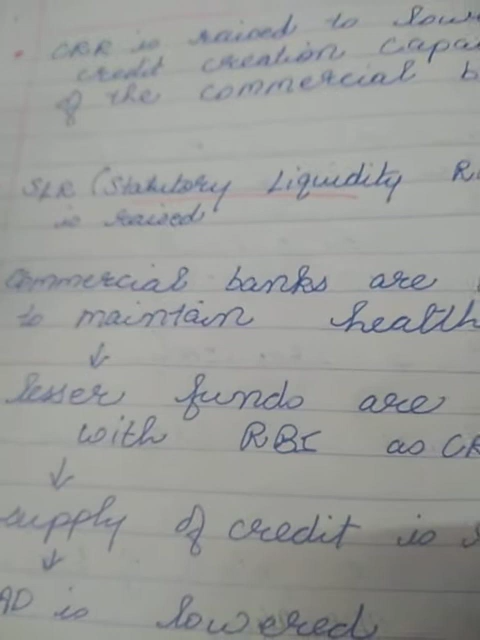 CRR is raised to lowe
credit creation capa
of the commercial b
SLR (Statutory Liquidity R
is raised
Commercial banks are
to maintain health
↓
lesser funds are
with RBI as CR
↓
supply of credit is s
↓
AD is lowered